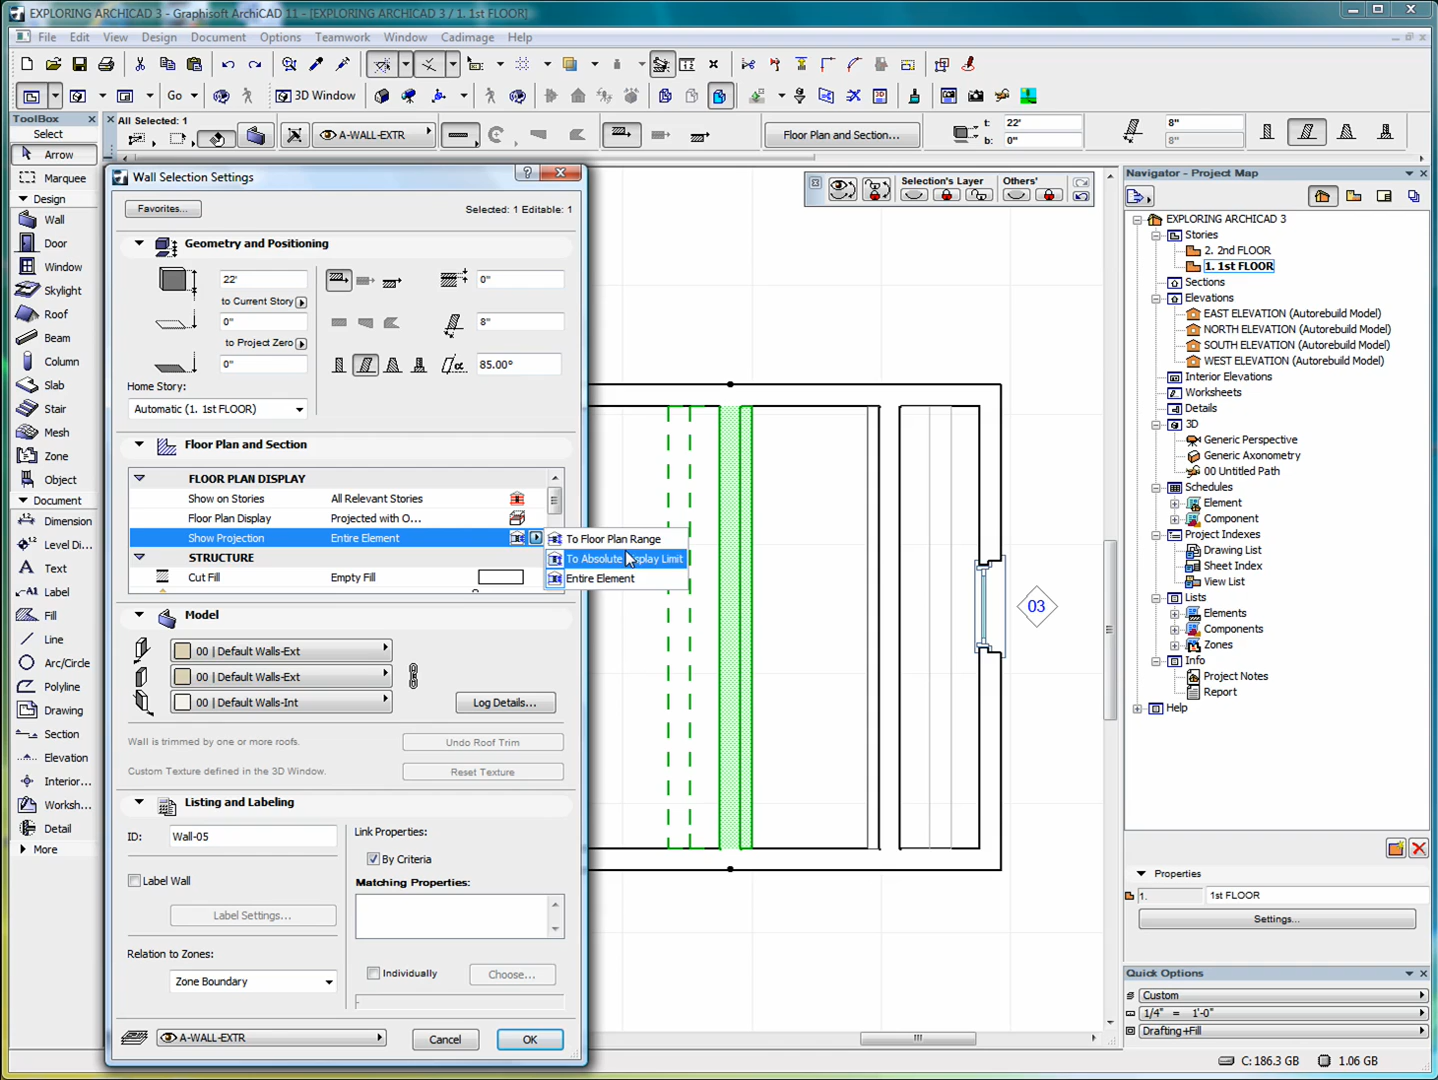 EXPLORING ARCHICAD 3 - Graphisoft ArchiCAD 11 - [EXPLORING ARCHICAD 3 / 1. 1st FLOOR]
File Edit View Design Document Options Teamwork Window Cadimage Help
Go 3D Window
ToolBox
Select
Arrow
Marquee
Design
Wall
Door
Window
Skylight
Roof
Beam
Column
Slab
Stair
Mesh
Zone
Object
Document
Dimension
Level Di...
Text
A1 Label
Fill
Line
Arc/Circle
Polyline
Drawing
Section
Elevation
Interior...
Worksh...
Detail
More
All Selected: 1
A-WALL-EXTR
Floor Plan and Section...
t: 22'
b: 0"
8"
8"
Wall Selection Settings
Favorites...
Selected: 1 Editable: 1
Geometry and Positioning
22'
to Current Story
0"
to Project Zero
0"
0"
8"
α 85.00°
Home Story:
Automatic (1. 1st FLOOR)
Floor Plan and Section
FLOOR PLAN DISPLAY
Show on Stories All Relevant Stories
Floor Plan Display Projected with O...
Show Projection Entire Element
STRUCTURE
Cut Fill Empty Fill
To Floor Plan Range
To Absolute Display Limit
Entire Element
Model
00 | Default Walls-Ext
00 | Default Walls-Ext
00 | Default Walls-Int
Log Details...
Wall is trimmed by one or more roofs.
Undo Roof Trim
Custom Texture defined in the 3D Window.
Reset Texture
Listing and Labeling
ID: Wall-05
Label Wall
Label Settings...
Relation to Zones:
Zone Boundary
Link Properties:
By Criteria
Matching Properties:
Individually
Choose...
A-WALL-EXTR
Cancel
OK
Selection's Layer
Others'
03
Navigator - Project Map
EXPLORING ARCHICAD 3
Stories
2. 2nd FLOOR
1. 1st FLOOR
Sections
Elevations
EAST ELEVATION (Autorebuild Model)
NORTH ELEVATION (Autorebuild Model)
SOUTH ELEVATION (Autorebuild Model)
WEST ELEVATION (Autorebuild Model)
Interior Elevations
Worksheets
Details
3D
Generic Perspective
Generic Axonometry
00 Untitled Path
Schedules
Element
Component
Project Indexes
Drawing List
Sheet Index
View List
Lists
Elements
Components
Zones
Info
Project Notes
Report
Help
Properties
1. 1st FLOOR
Settings...
Quick Options
Custom
1/4" = 1'-0"
Drafting+Fill
C: 186.3 GB
1.06 GB